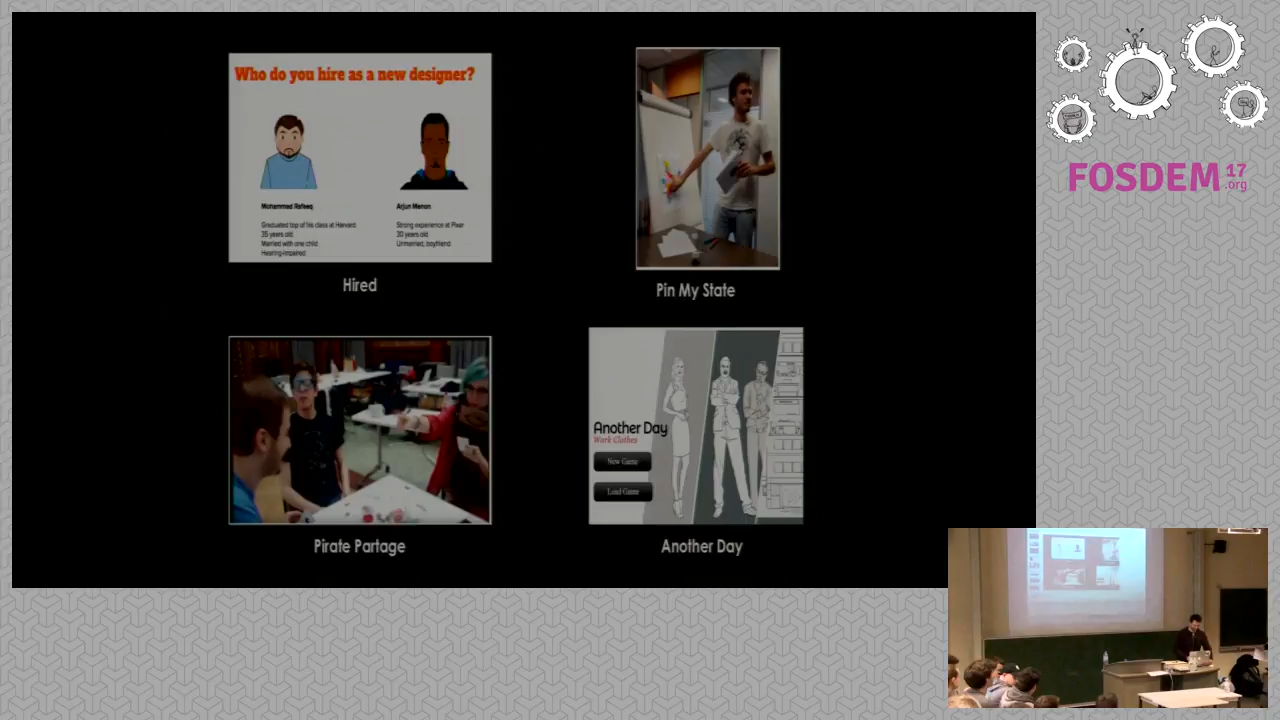 Who do you hire as a new designer?
Mohammed Rafeeq
Graduated top of his class at Harvard
35 years old
Married with one child
Hearing-impaired
Arjun Menon
Strong experience at Pixar
30 years old
Unmarried, boyfriend
Hired
Pin My State
Another Day
Work Clothes
New Game
Load Game
Pirate Partage
Another Day
FOSDEM 17
.org